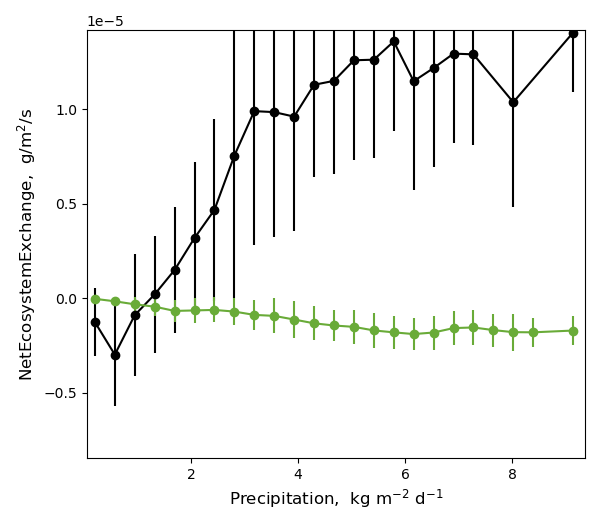 1e−5
1.0
0.5
0.0
−0.5
NetEcosystemExchange,  g/m²/s
2 4 6 8
Precipitation,  kg m⁻² d⁻¹